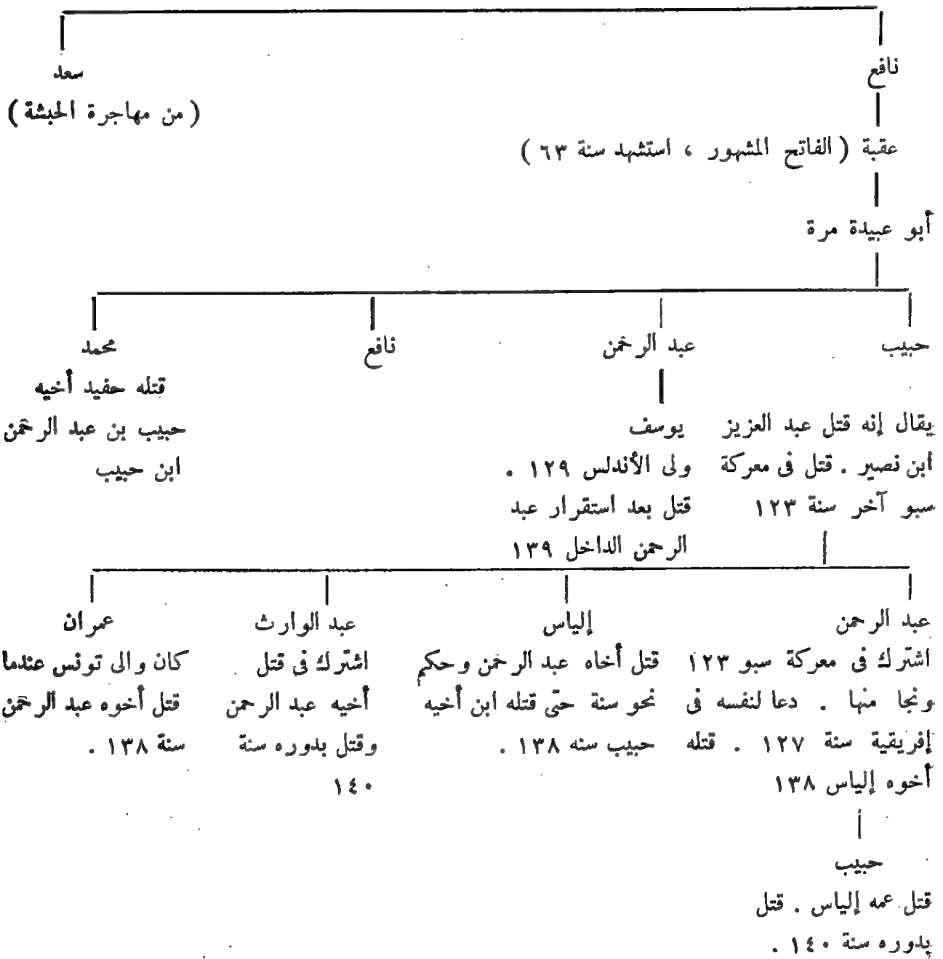 نافع
سعد
(من مهاجرة الحبشة)
عقبة (الفاتح المشهور ، استشهد سنة ٦٣)
أبو عبيدة مرة
حبيب
يقال إنه قتل عبد العزيز
ابن نصير . قتل فى معركة
سبو آخر سنة ١٢٣
عبد الرحمن
يوسف
ولى الأندلس ١٢٩ .
قتل بعد استقرار عبد
الرحمن الداخل ١٣٩
نافع
محمد
قتله حفيد أخيه
حبيب بن عبد الرحمن
ابن حبيب
عبد الرحمن
اشترك فى معركة سبو ١٢٣
ونجا منها . دعا لنفسه فى
إفريقية سنة ١٢٧ . قتله
أخوه إلياس ١٣٨
إلياس
قتل أخاه عبد الرحمن وحكم
نحو سنة حتى قتله ابن أخيه
حبيب سنه ١٣٨ .
عبد الوارث
اشترك فى قتل
أخيه عبد الرحمن
وقتل بدوره سنة
١٤٠
عمران
كان والى تونس عندما
قتل أخوه عبد الرحمن
سنة ١٣٨ .
حبيب
قتل عمه إلياس . قتل
بدوره سنة ١٤٠ .